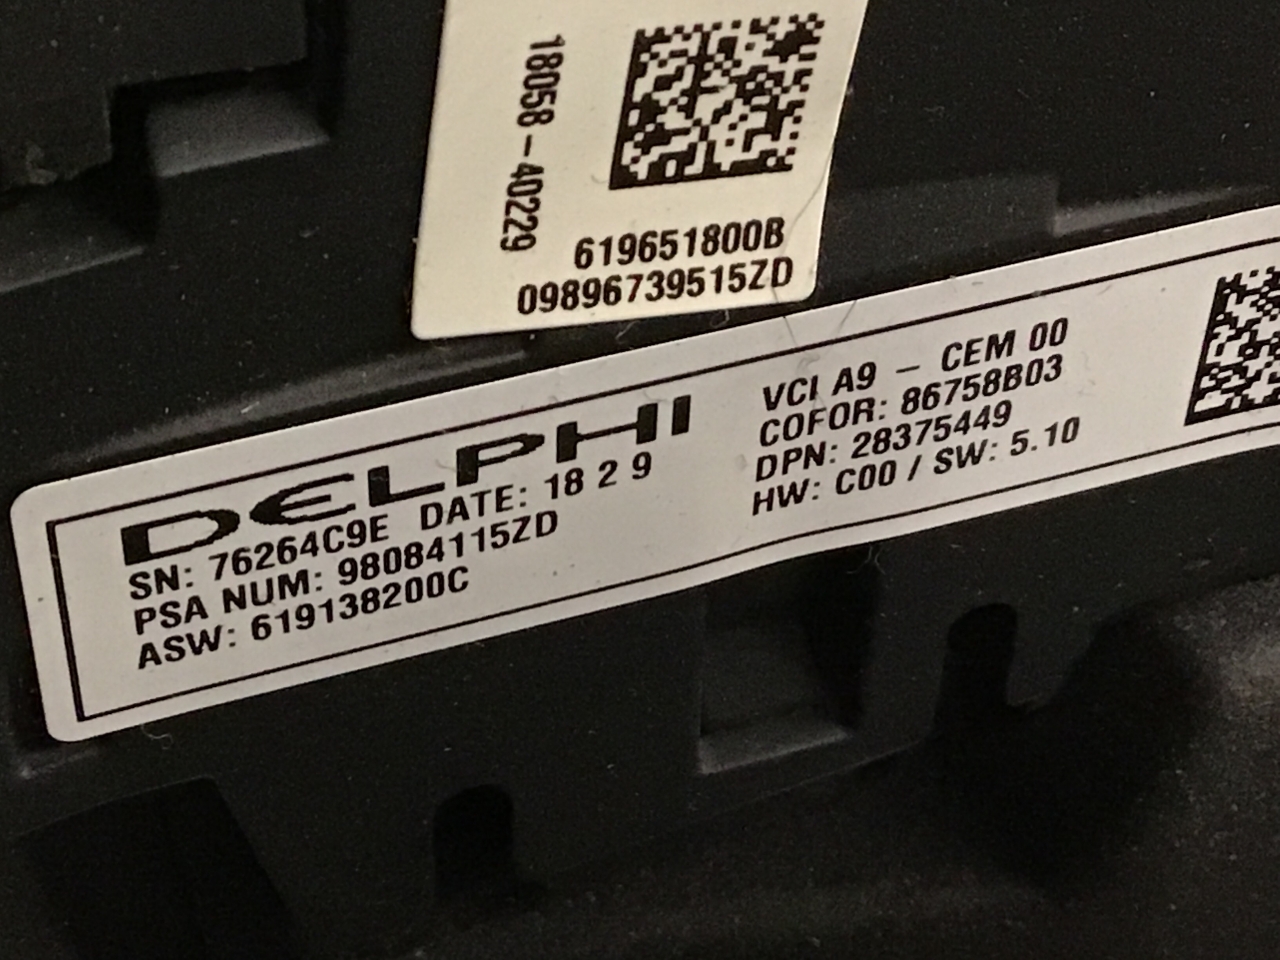 18058-40229
619651800B
09896739515ZD
DELPHI
SN: 76264C9E DATE: 18 2 9
PSA NUM: 98084115ZD
ASW: 619138200C
VCI A9 - CEM 00
COFOR: 86758B03
DPN: 28375449
HW: C00 / SW: 5.10